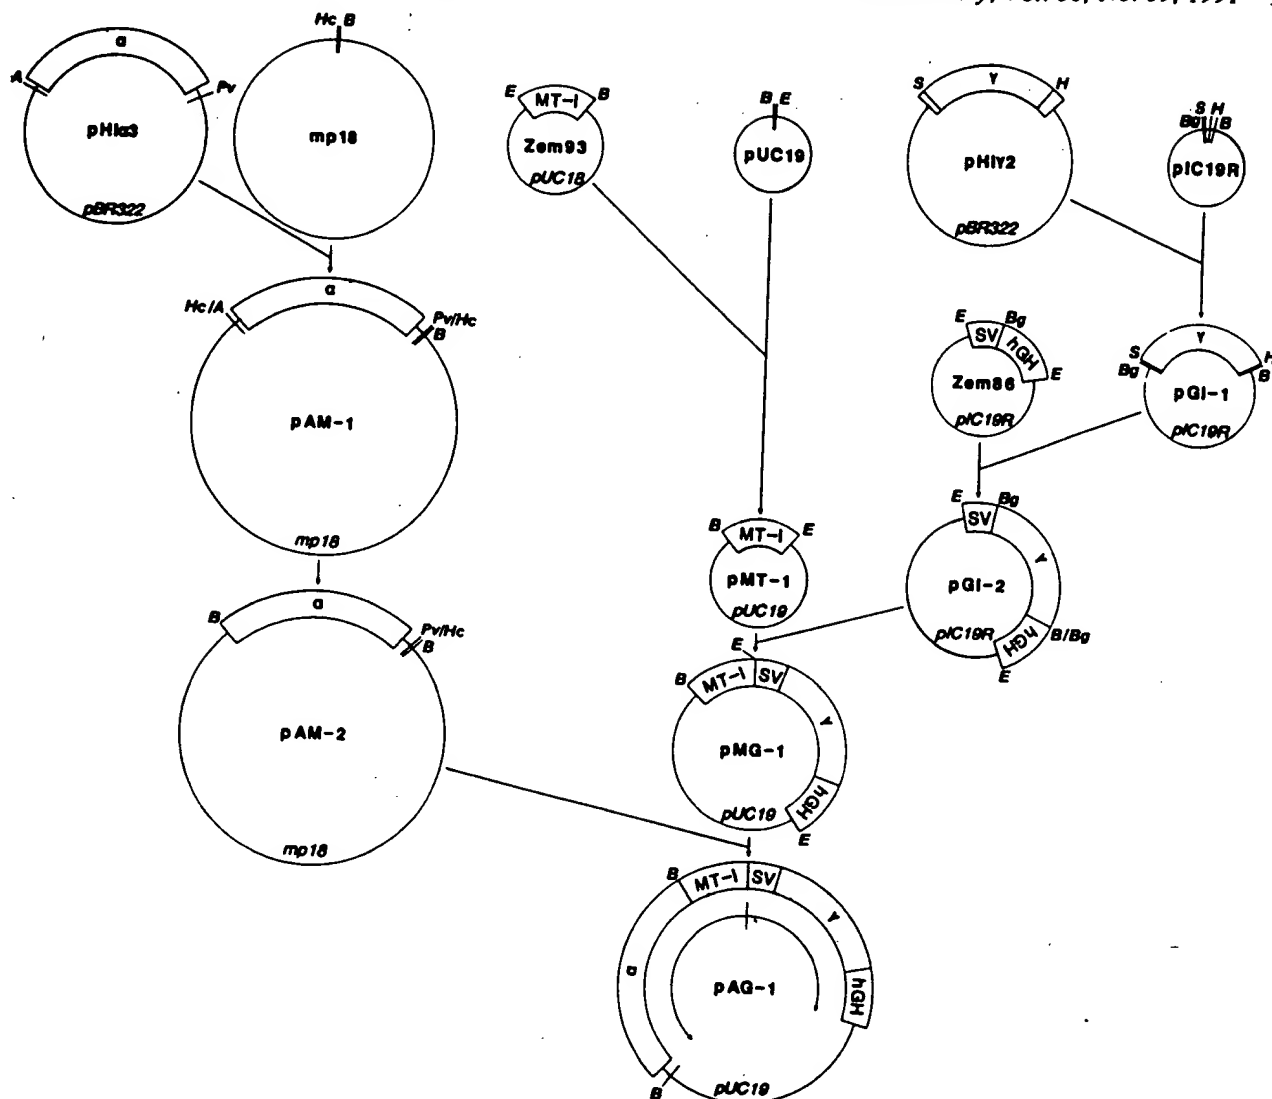 Hc B
α
A
Pv
pHIα3
pBR322
mp18
E MT-I B
Zem93
pUC18
B E
pUC19
S γ H
pHIγ2
pBR322
S H
Bg B
pIC19R
Hc/A
α
Pv/Hc
B
pAM-1
mp18
E Bg
SV hGH
E
Zem86
pIC19R
γ
S H
Bg B
pGI-1
pIC19R
B MT-I E
pMT-1
pUC19
E Bg
SV
γ
pGI-2
pIC19R
hGH
B/Bg
E
B
α
Pv/Hc
B
pAM-2
mp18
E
B MT-I SV
γ
pMG-1
pUC19
hGH
E
B MT-I SV
γ
α
pAG-1
hGH
B
pUC19